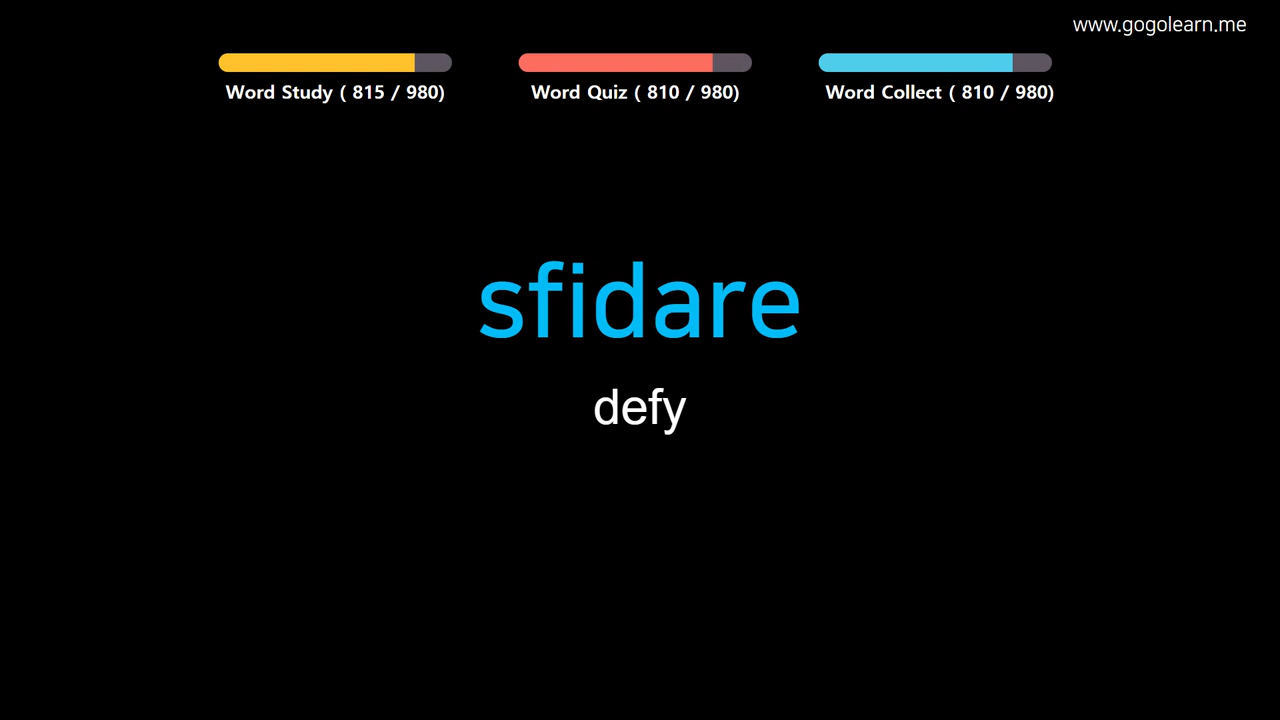 www.gogolearn.me
Word Study ( 815 / 980)
Word Quiz ( 810 / 980)
Word Collect ( 810 / 980)
sfidare
defy